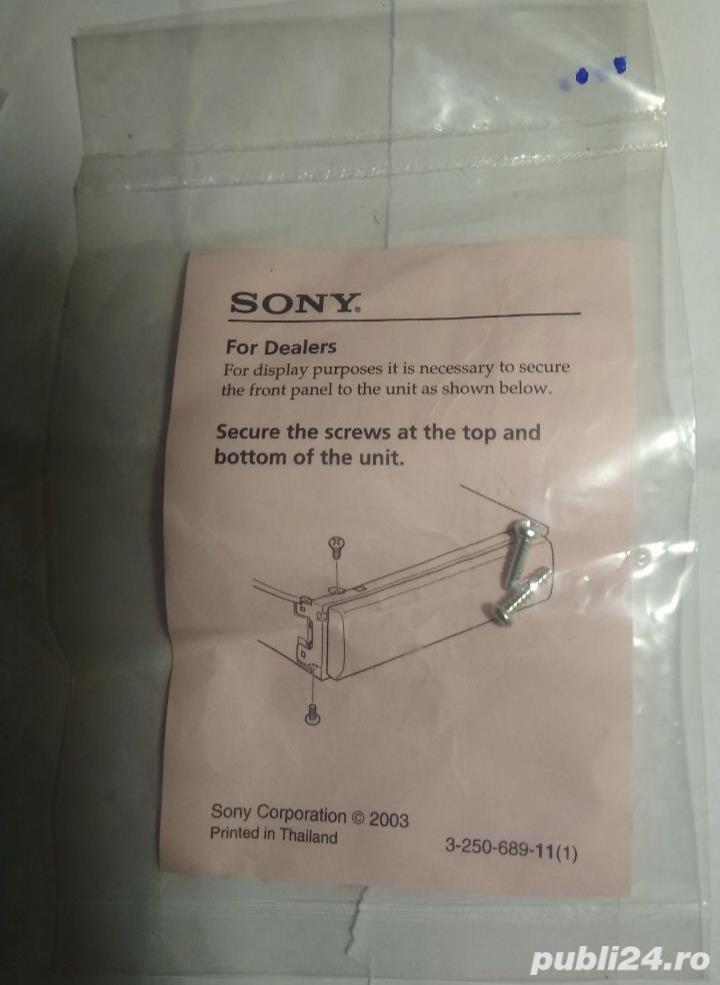 SONY®
For Dealers
For display purposes it is necessary to secure
the front panel to the unit as shown below.
Secure the screws at the top and
bottom of the unit.
Sony Corporation © 2003
Printed in Thailand
3-250-689-11(1)
publi24.ro